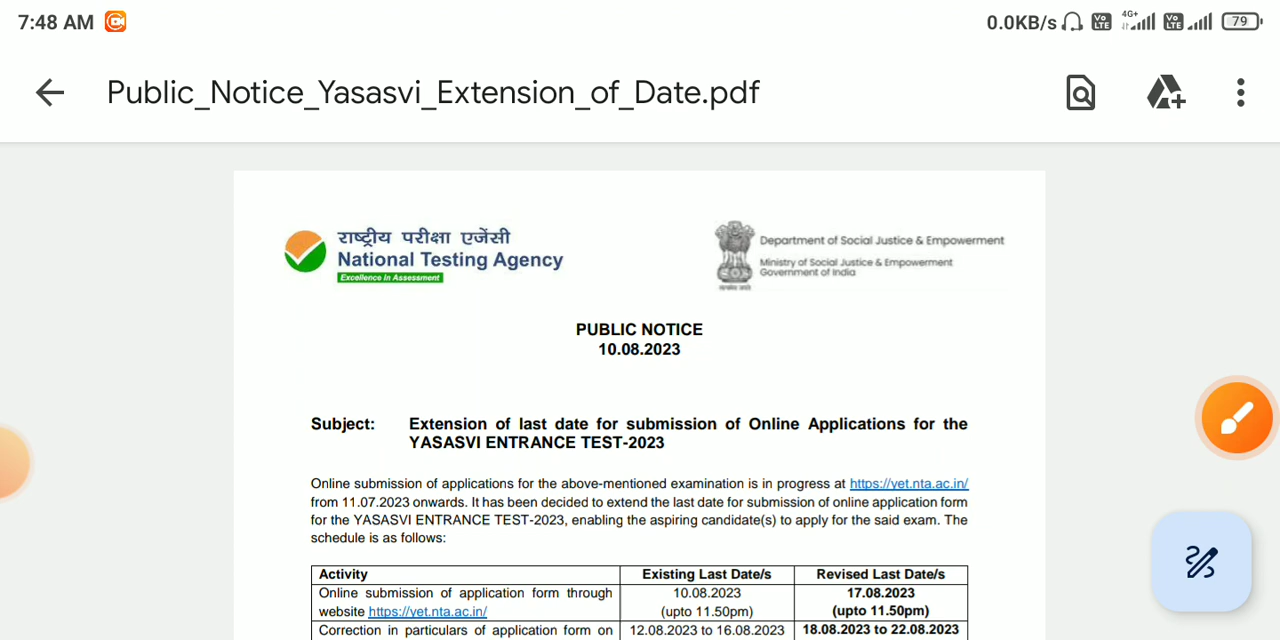 7:48 AM
0.0KB/s Vo LTE 4G+ Vo LTE 79
Public_Notice_Yasasvi_Extension_of_Date.pdf
राष्ट्रीय परीक्षा एजेंसी
National Testing Agency
Excellence in Assessment
Department of Social Justice & Empowerment
Ministry of Social Justice & Empowerment
Government of India
PUBLIC NOTICE
10.08.2023
Subject: Extension of last date for submission of Online Applications for the
YASASVI ENTRANCE TEST-2023
Online submission of applications for the above-mentioned examination is in progress at https://yet.nta.ac.in/
from 11.07.2023 onwards. It has been decided to extend the last date for submission of online application form
for the YASASVI ENTRANCE TEST-2023, enabling the aspiring candidate(s) to apply for the said exam. The
schedule is as follows:
Activity Existing Last Date/s Revised Last Date/s
Online submission of application form through 10.08.2023 17.08.2023
website https://yet.nta.ac.in/ (upto 11.50pm) (upto 11.50pm)
Correction in particulars of application form on 12.08.2023 to 16.08.2023 18.08.2023 to 22.08.2023